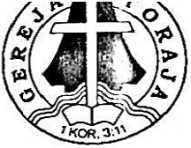 GEREJA TORAJA
1 KOR. 3:11